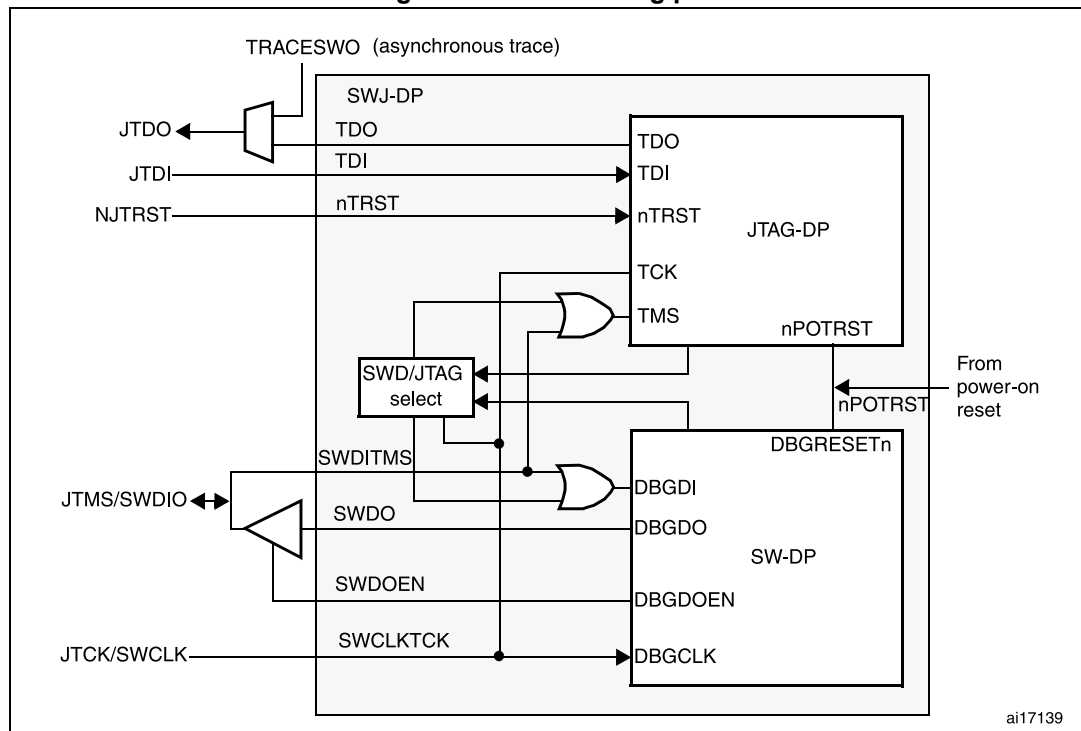 TRACESWO (asynchronous trace)
SWJ-DP
JTDO
TDO
TDO
JTDI
TDI
TDI
NJTRST
nTRST
nTRST
JTAG-DP
TCK
TMS
nPOTRST
SWD/JTAG
select
From
power-on
reset
nPOTRST
DBGRESETn
SWDITMS
JTMS/SWDIO
DBGDI
SWDO
DBGDO
SW-DP
SWDOEN
DBGDOEN
JTCK/SWCLK
SWCLKTCK
DBGCLK
ai17139